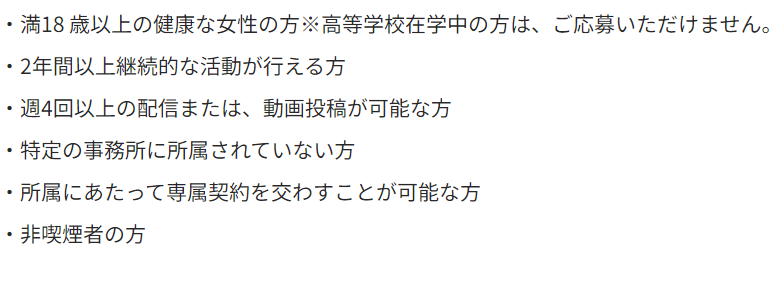 ・満18 歳以上の健康な女性の方※高等学校在学中の方は、ご応募いただけません。
・2年間以上継続的な活動が行える方
・週4回以上の配信または、動画投稿が可能な方
・特定の事務所に所属されていない方
・所属にあたって専属契約を交わすことが可能な方
・非喫煙者の方